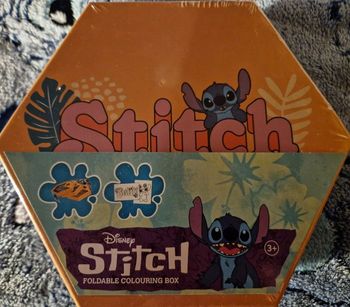 Stitch
Disney
Stitch
FOLDABLE COLOURING BOX
3+